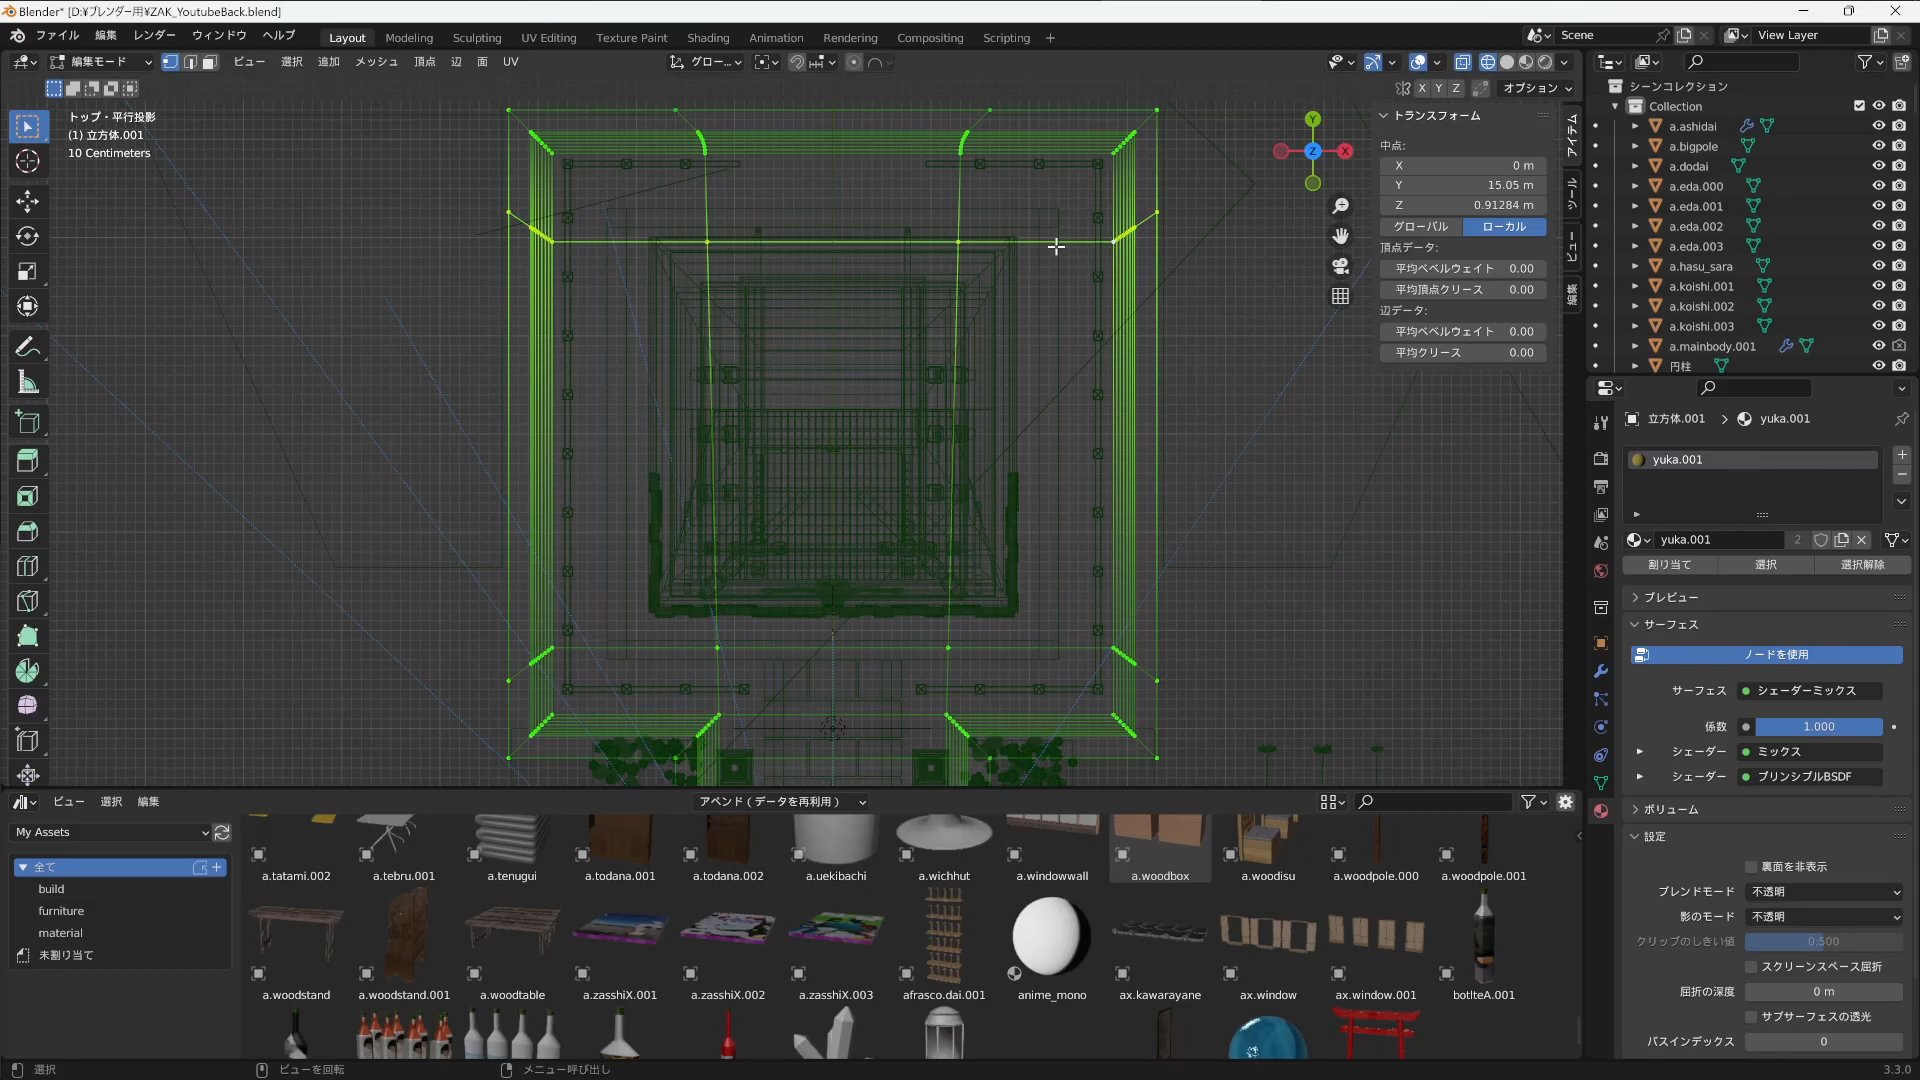 Blender* [D:¥ブレンダー用¥ZAK_YoutubeBack.blend]
ファイル 編集 レンダー ウィンドウ ヘルプ Layout Modeling Sculpting UV Editing Texture Paint Shading Animation Rendering Compositing Scripting + Scene View Layer
編集モード ビュー 選択 追加 メッシュ 頂点 辺 面 UV グロー...
X Y Z オプション
トップ・平行投影
(1) 立方体.001
10 Centimeters
Y
Z
X
トランスフォーム
中点:
X 0 m
Y 15.05 m
Z 0.91284 m
グローバル ローカル
頂点データ:
平均ベベルウェイト 0.00
平均頂点クリース 0.00
辺データ:
平均ベベルウェイト 0.00
平均クリース 0.00
アイテム
ツール
ビュー
編集
シーンコレクション
Collection
a.ashidai
a.bigpole
a.dodai
a.eda.000
a.eda.001
a.eda.002
a.eda.003
a.hasu_sara
a.koishi.001
a.koishi.002
a.koishi.003
a.mainbody.001
円柱
立方体.001 yuka.001
yuka.001
yuka.001 2
割り当て 選択 選択解除
プレビュー
サーフェス
ノードを使用
サーフェス シェーダーミックス
係数 1.000
シェーダー ミックス
シェーダー プリンシプルBSDF
ボリューム
設定
裏面を非表示
ブレンドモード 不透明
影のモード 不透明
クリップのしきい値 0.500
スクリーンスペース屈折
屈折の深度 0 m
サブサーフェスの透光
パスインデックス 0
ビュー 選択 編集 アペンド ( データを再利用 )
My Assets
全て
build
furniture
material
未割り当て
a.tatami.002 a.tebru.001 a.tenugui a.todana.001 a.todana.002 a.uekibachi a.wichhut a.windowwall a.woodbox a.woodisu a.woodpole.000 a.woodpole.001
a.woodstand a.woodstand.001 a.woodtable a.zasshiX.001 a.zasshiX.002 a.zasshiX.003 afrasco.dai.001 anime_mono ax.kawarayane ax.window ax.window.001 botlteA.001
選択 ビューを回転 メニュー呼び出し 3.3.0